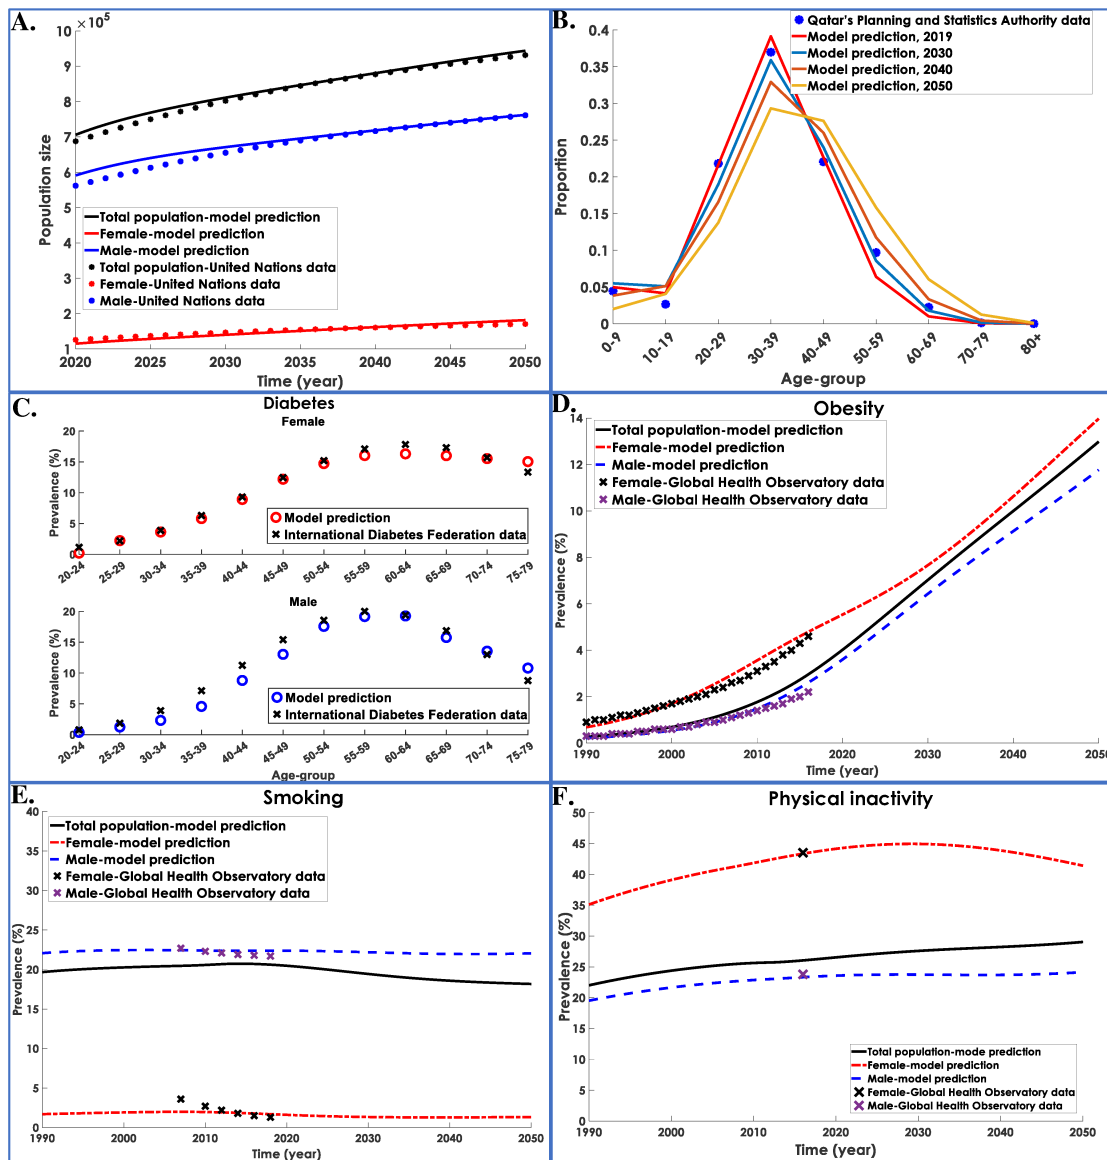 A.
× 10^5
10
9
8
7
6
5
4
3
2
1
Population size
Total population-model prediction
Female-model prediction
Male-model prediction
Total population-United Nations data
Female-United Nations data
Male-United Nations data
2020 2025 2030 2035 2040 2045 2050
Time (year)
B.
0.4
0.35
0.3
0.25
0.2
0.15
0.1
0.05
0
Proportion
Qatar's Planning and Statistics Authority data
Model prediction, 2019
Model prediction, 2030
Model prediction, 2040
Model prediction, 2050
0-9 10-19 20-29 30-39 40-49 50-59 60-69 70-79 80+
Age-group
C.
Diabetes
Female
20
15
10
5
0
Prevalence (%)
Model prediction
International Diabetes Federation data
20-24 25-29 30-34 35-39 40-44 45-49 50-54 55-59 60-64 65-69 70-74 75-79
Male
20
15
10
5
0
Prevalence (%)
Model prediction
International Diabetes Federation data
20-24 25-29 30-34 35-39 40-44 45-49 50-54 55-59 60-64 65-69 70-74 75-79
Age-group
D.
Obesity
14
12
10
8
6
4
2
0
Prevalence (%)
Total population-model prediction
Female-model prediction
Male-model prediction
Female-Global Health Observatory data
Male-Global Health Observatory data
1990 2000 2010 2020 2030 2040 2050
Time (year)
E.
Smoking
40
35
30
25
20
15
10
5
0
Prevalence (%)
Total population-model prediction
Female-model prediction
Male-model prediction
Female-Global Health Observatory data
Male-Global Health Observatory data
1990 2000 2010 2020 2030 2040 2050
Time (year)
F.
Physical inactivity
50
45
40
35
30
25
20
15
10
5
0
Prevalence (%)
Total population-mode prediction
Female-model prediction
Male-model prediction
Female-Global Health Observatory data
Male-Global Health Observatory data
1990 2000 2010 2020 2030 2040 2050
Time (year)